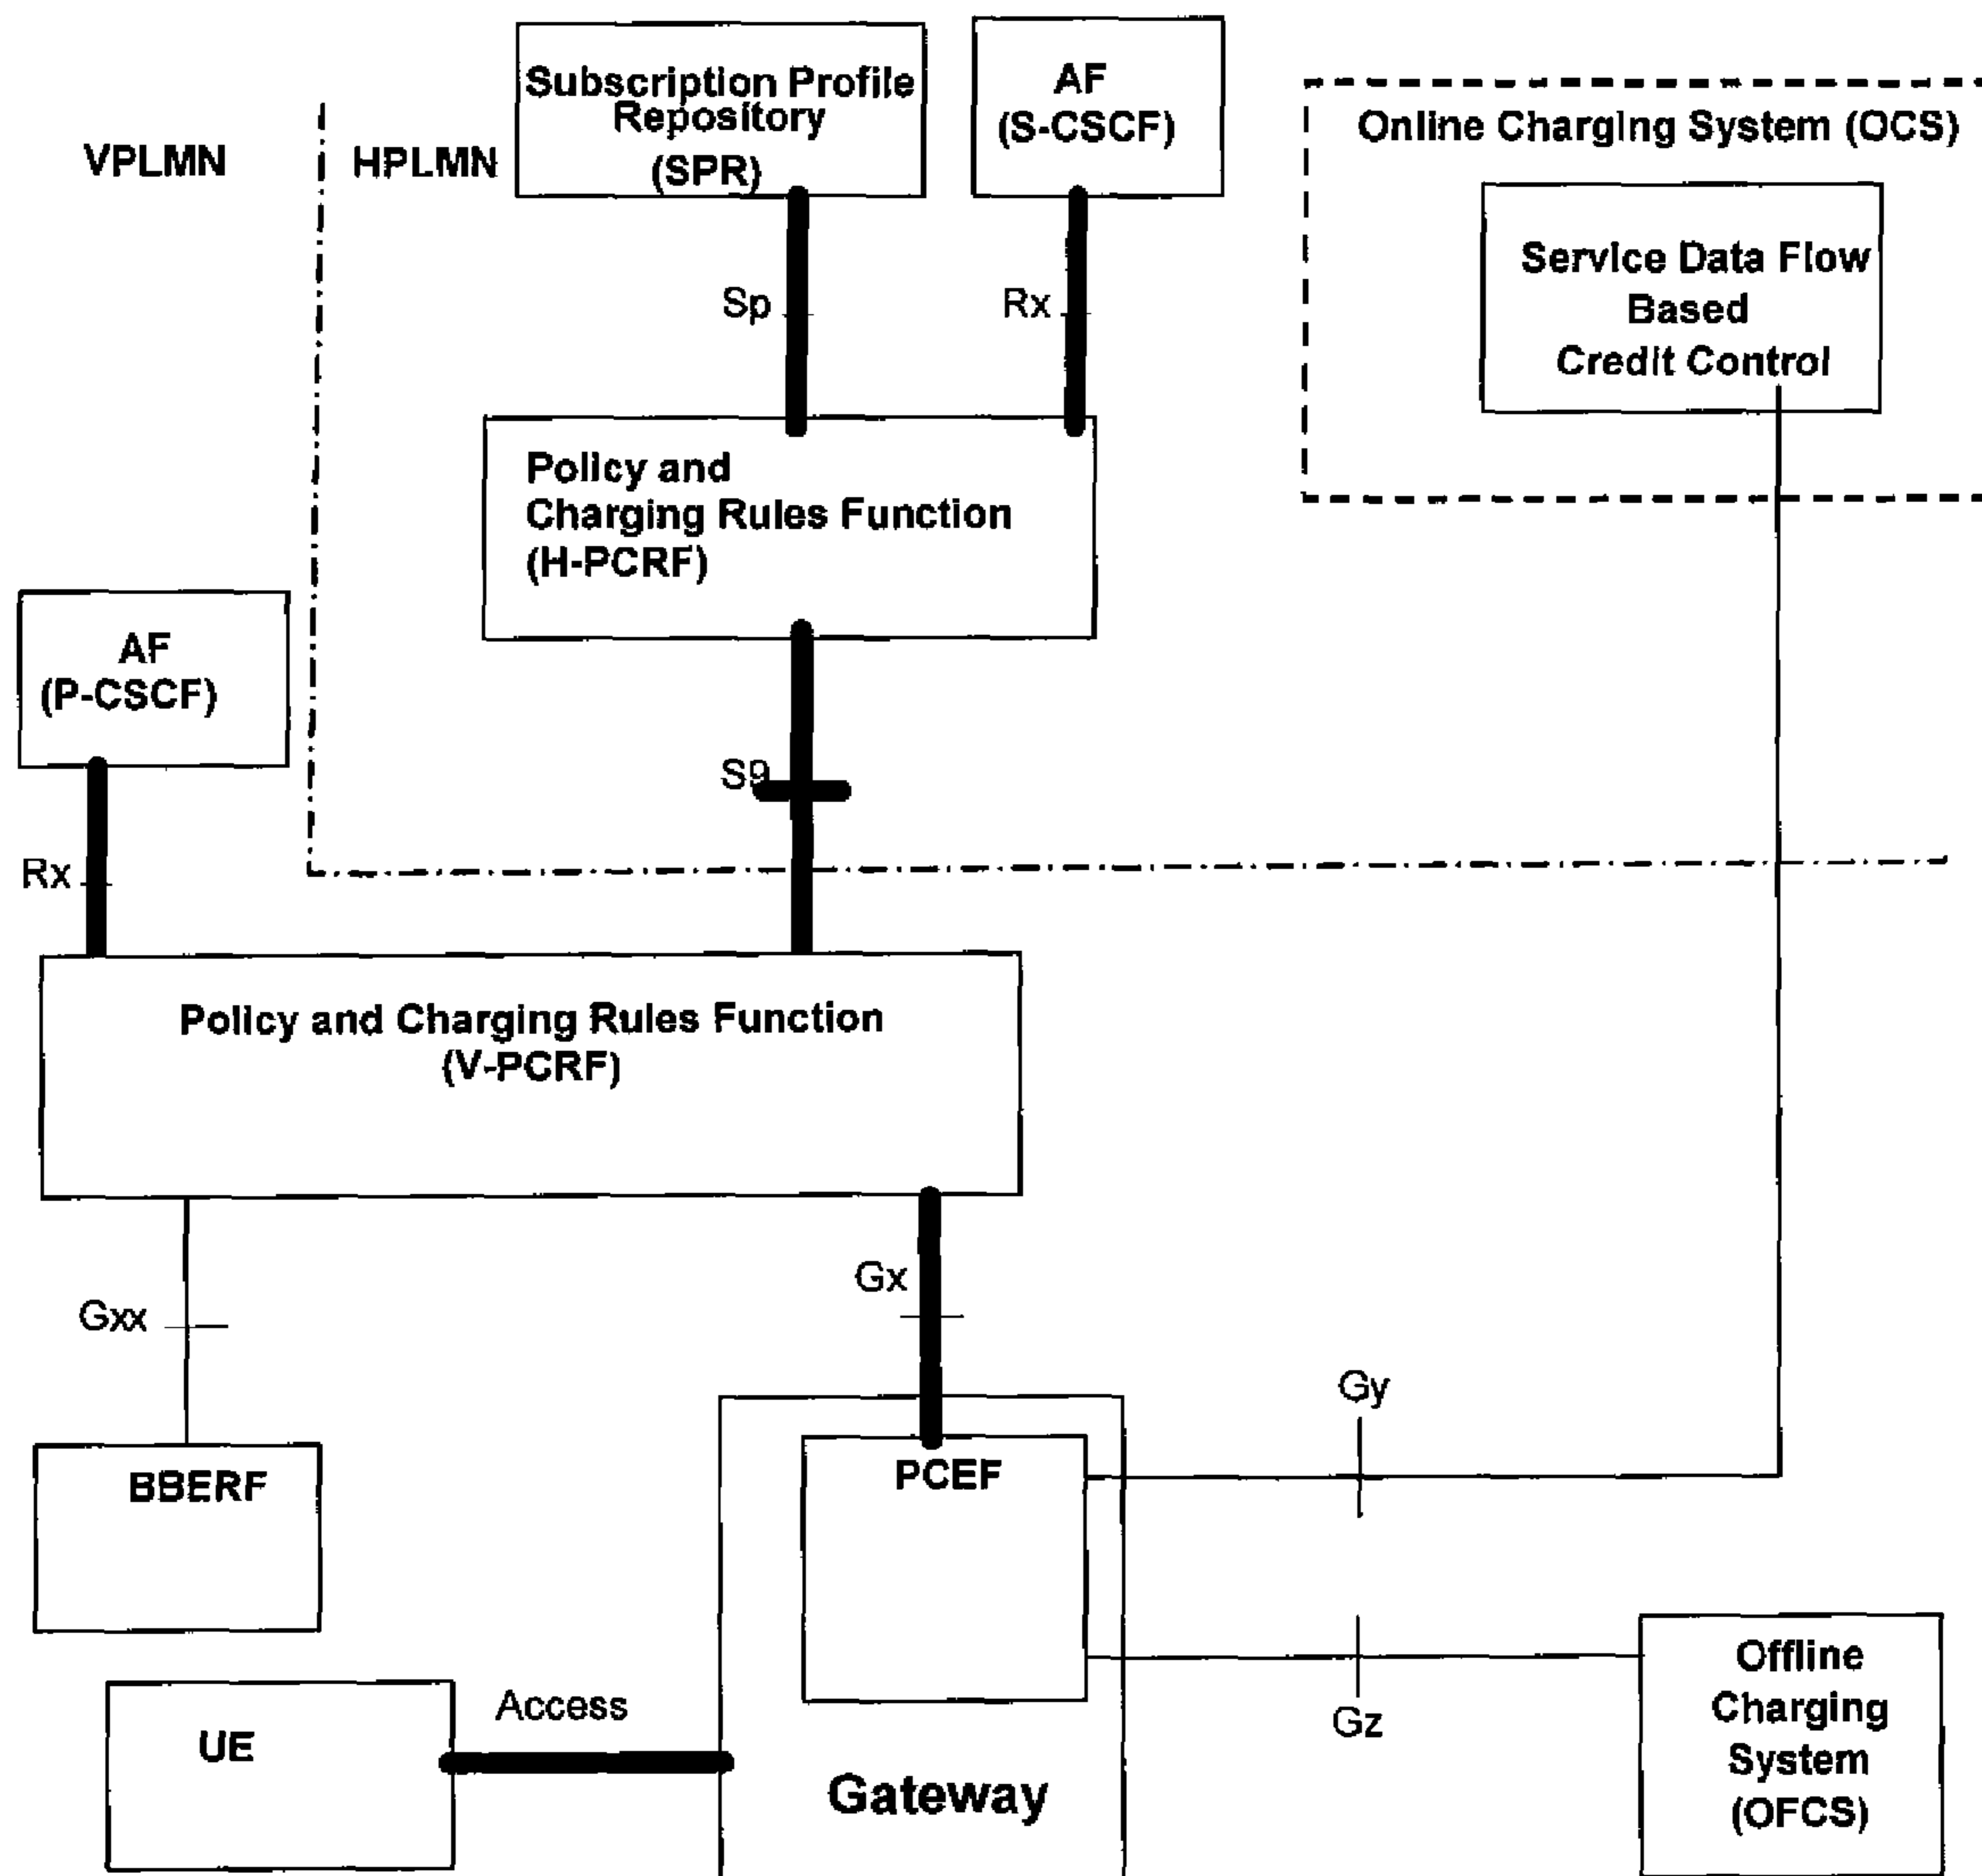 VPLMN
HPLMN
Subscription Profile
Repository
(SPR)
AF
(S-CSCF)
Online Charging System (OCS)
Service Data Flow
Based
Credit Control
Sp
Rx
Policy and
Charging Rules Function
(H-PCRF)
AF
(P-CSCF)
S9
Rx
Policy and Charging Rules Function
(V-PCRF)
Gxx
Gx
Gy
BBERF
PCEF
UE
Access
Gateway
Gz
Offline
Charging
System
(OFCS)